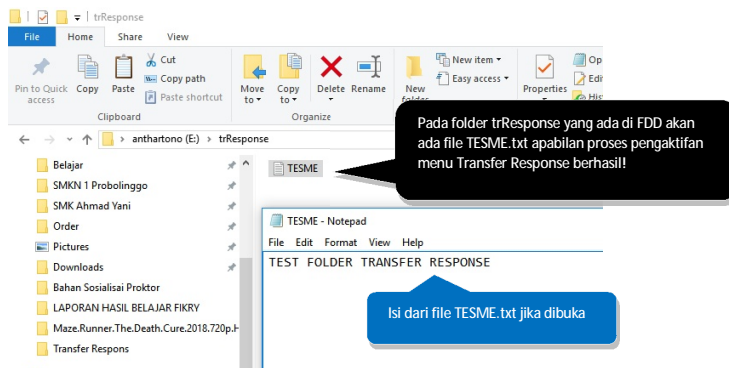 trResponse
File Home Share View
Pin to Quick access
Copy
Paste
Cut
Copy path
Paste shortcut
Clipboard
Move to
Copy to
Delete
Rename
Organize
New folder
New item
Easy access
Properties
Op
Edi
His
anthartono (E:) > trResponse
Pada folder trResponse yang ada di FDD akan
ada file TESME.txt apabilan proses pengaktifan
menu Transfer Response berhasil!
Belajar
SMKN 1 Probolinggo
SMK Ahmad Yani
Order
Pictures
Downloads
Bahan Sosialisai Proktor
LAPORAN HASIL BELAJAR FIKRY
Maze.Runner.The.Death.Cure.2018.720p.H
Transfer Respons
TESME
TESME - Notepad
File Edit Format View Help
TEST FOLDER TRANSFER RESPONSE
Isi dari file TESME.txt jika dibuka